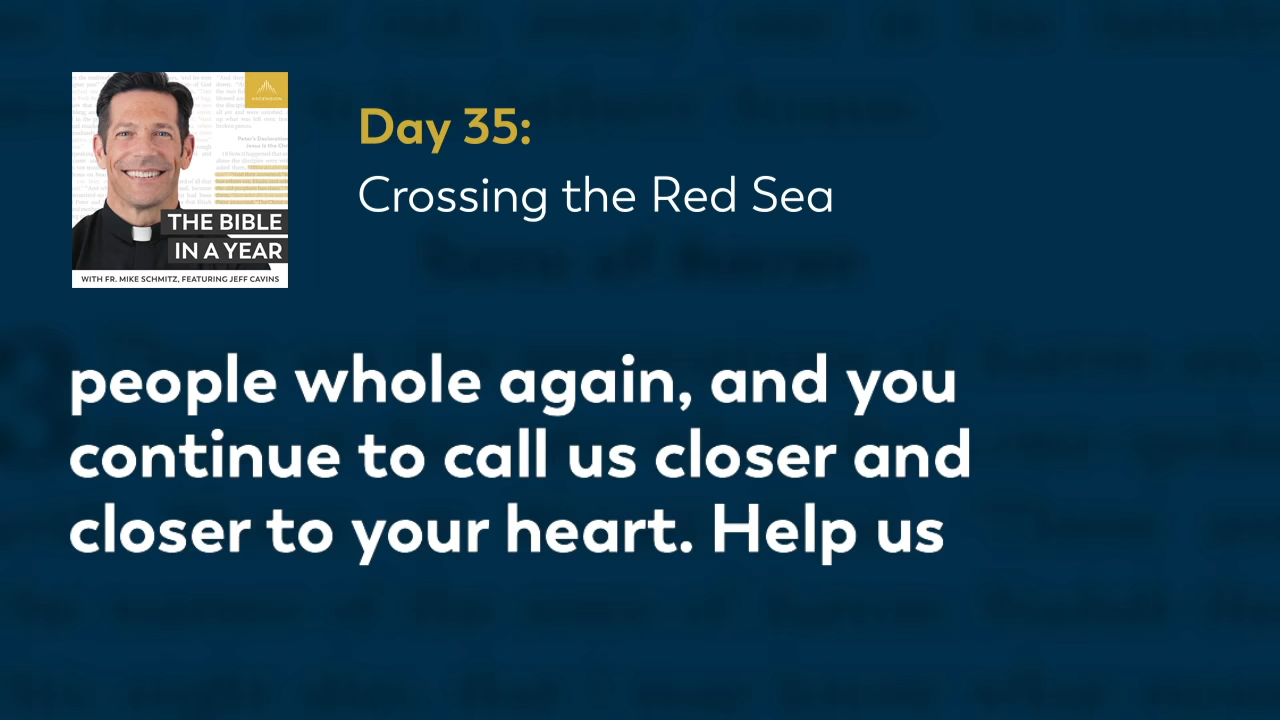 Day 35:
Crossing the Red Sea
ASCENSION
THE BIBLE
IN A YEAR
WITH FR. MIKE SCHMITZ, FEATURING JEFF CAVINS
people whole again, and you
continue to call us closer and
closer to your heart. Help us